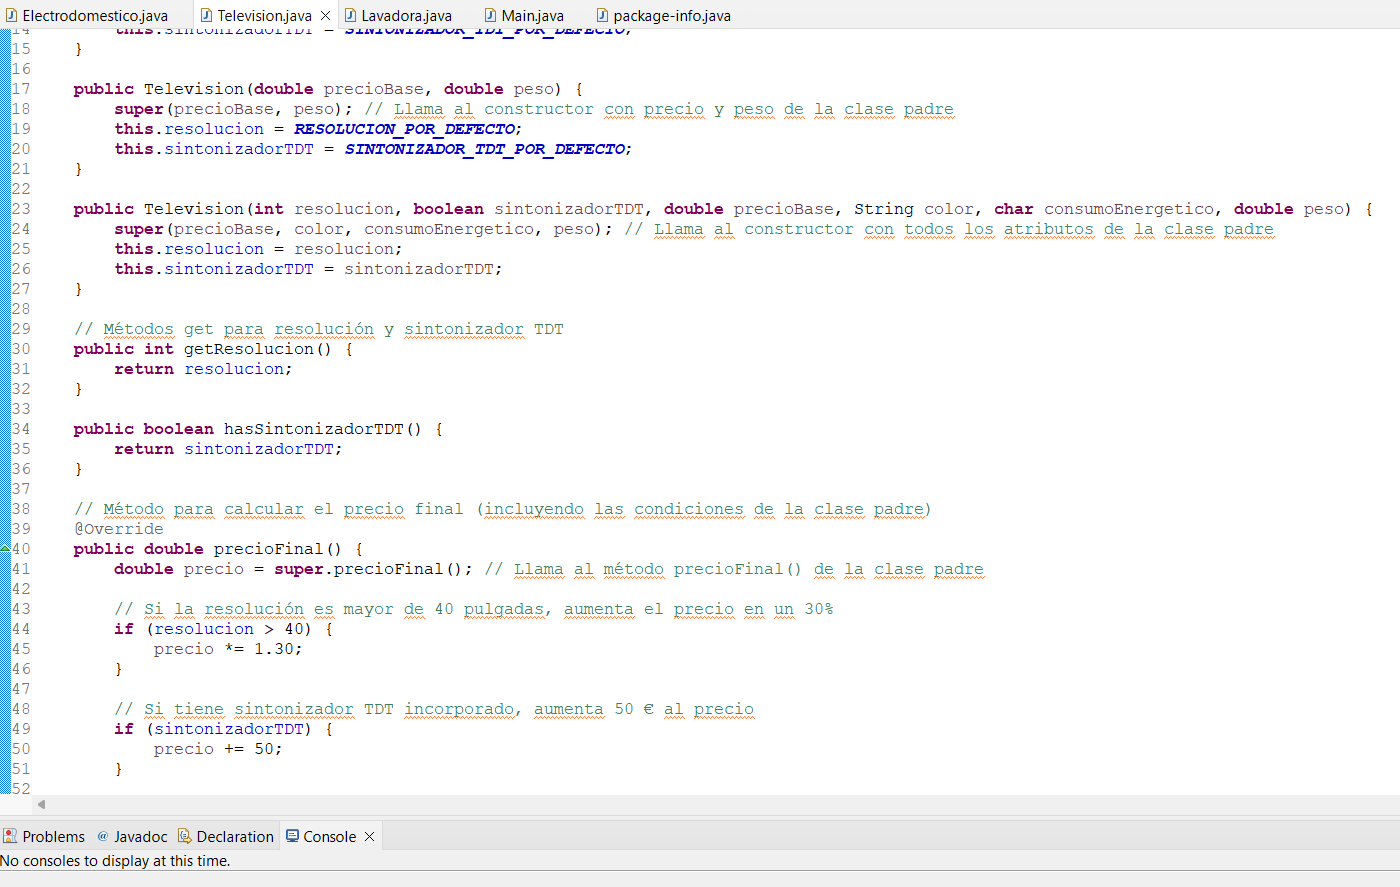 Electrodomestico.java Television.java Lavadora.java Main.java package-info.java
14 this.sintonizadorTDT = SINTONIZADOR_TDT_POR_DEFECTO;
15 }
16
17 public Television(double precioBase, double peso) {
18 super(precioBase, peso); // Llama al constructor con precio y peso de la clase padre
19 this.resolucion = RESOLUCION_POR_DEFECTO;
20 this.sintonizadorTDT = SINTONIZADOR_TDT_POR_DEFECTO;
21 }
22
23 public Television(int resolucion, boolean sintonizadorTDT, double precioBase, String color, char consumoEnergetico, double peso) {
24 super(precioBase, color, consumoEnergetico, peso); // Llama al constructor con todos los atributos de la clase padre
25 this.resolucion = resolucion;
26 this.sintonizadorTDT = sintonizadorTDT;
27 }
28
29 // Métodos get para resolución y sintonizador TDT
30 public int getResolucion() {
31 return resolucion;
32 }
33
34 public boolean hasSintonizadorTDT() {
35 return sintonizadorTDT;
36 }
37
38 // Método para calcular el precio final (incluyendo las condiciones de la clase padre)
39 @Override
40 public double precioFinal() {
41 double precio = super.precioFinal(); // Llama al método precioFinal() de la clase padre
42
43 // Si la resolución es mayor de 40 pulgadas, aumenta el precio en un 30%
44 if (resolucion > 40) {
45 precio *= 1.30;
46 }
47
48 // Si tiene sintonizador TDT incorporado, aumenta 50 € al precio
49 if (sintonizadorTDT) {
50 precio += 50;
51 }
52
Problems @ Javadoc Declaration Console
No consoles to display at this time.